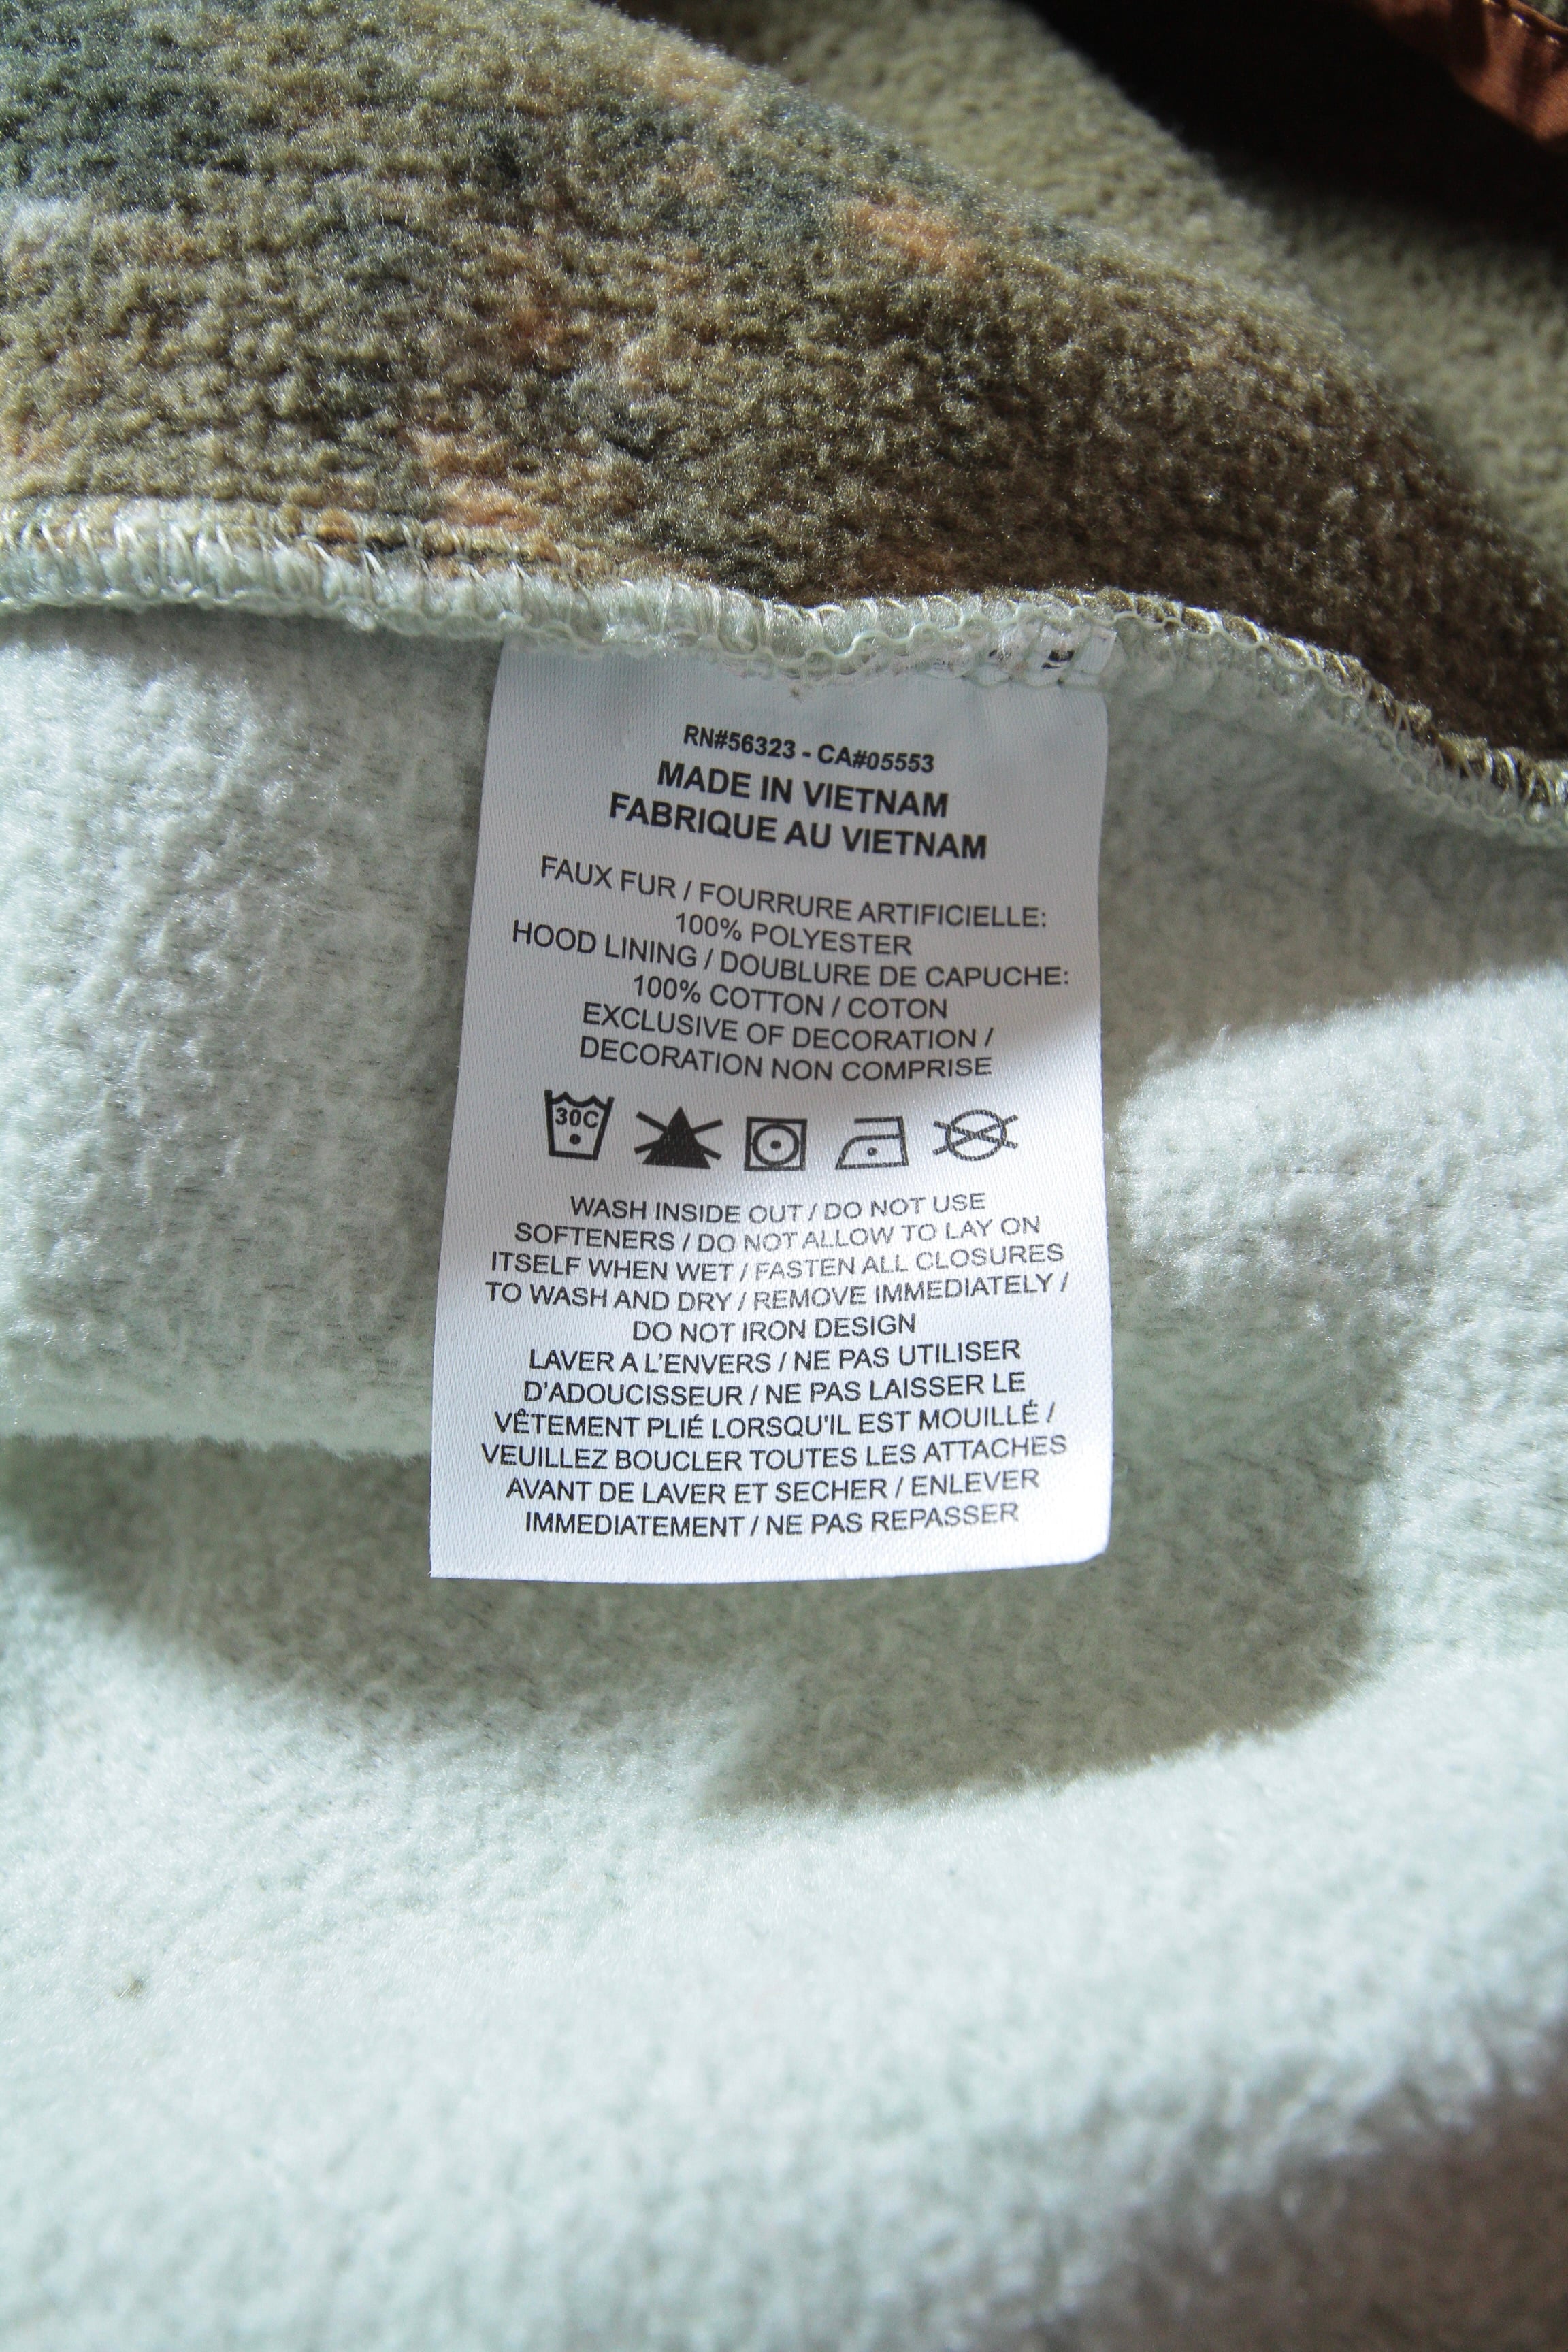 RN#56323 - CA#05553
MADE IN VIETNAM
FABRIQUE AU VIETNAM
FAUX FUR / FOURRURE ARTIFICIELLE:
100% POLYESTER
HOOD LINING / DOUBLURE DE CAPUCHE:
100% COTTON / COTON
EXCLUSIVE OF DECORATION /
DECORATION NON COMPRISE
30C
WASH INSIDE OUT / DO NOT USE
SOFTENERS / DO NOT ALLOW TO LAY ON
ITSELF WHEN WET / FASTEN ALL CLOSURES
TO WASH AND DRY / REMOVE IMMEDIATELY /
DO NOT IRON DESIGN
LAVER A L'ENVERS / NE PAS UTILISER
D'ADOUCISSEUR / NE PAS LAISSER LE
VÊTEMENT PLIÉ LORSQU'IL EST MOUILLÉ /
VEUILLEZ BOUCLER TOUTES LES ATTACHES
AVANT DE LAVER ET SECHER / ENLEVER
IMMEDIATEMENT / NE PAS REPASSER